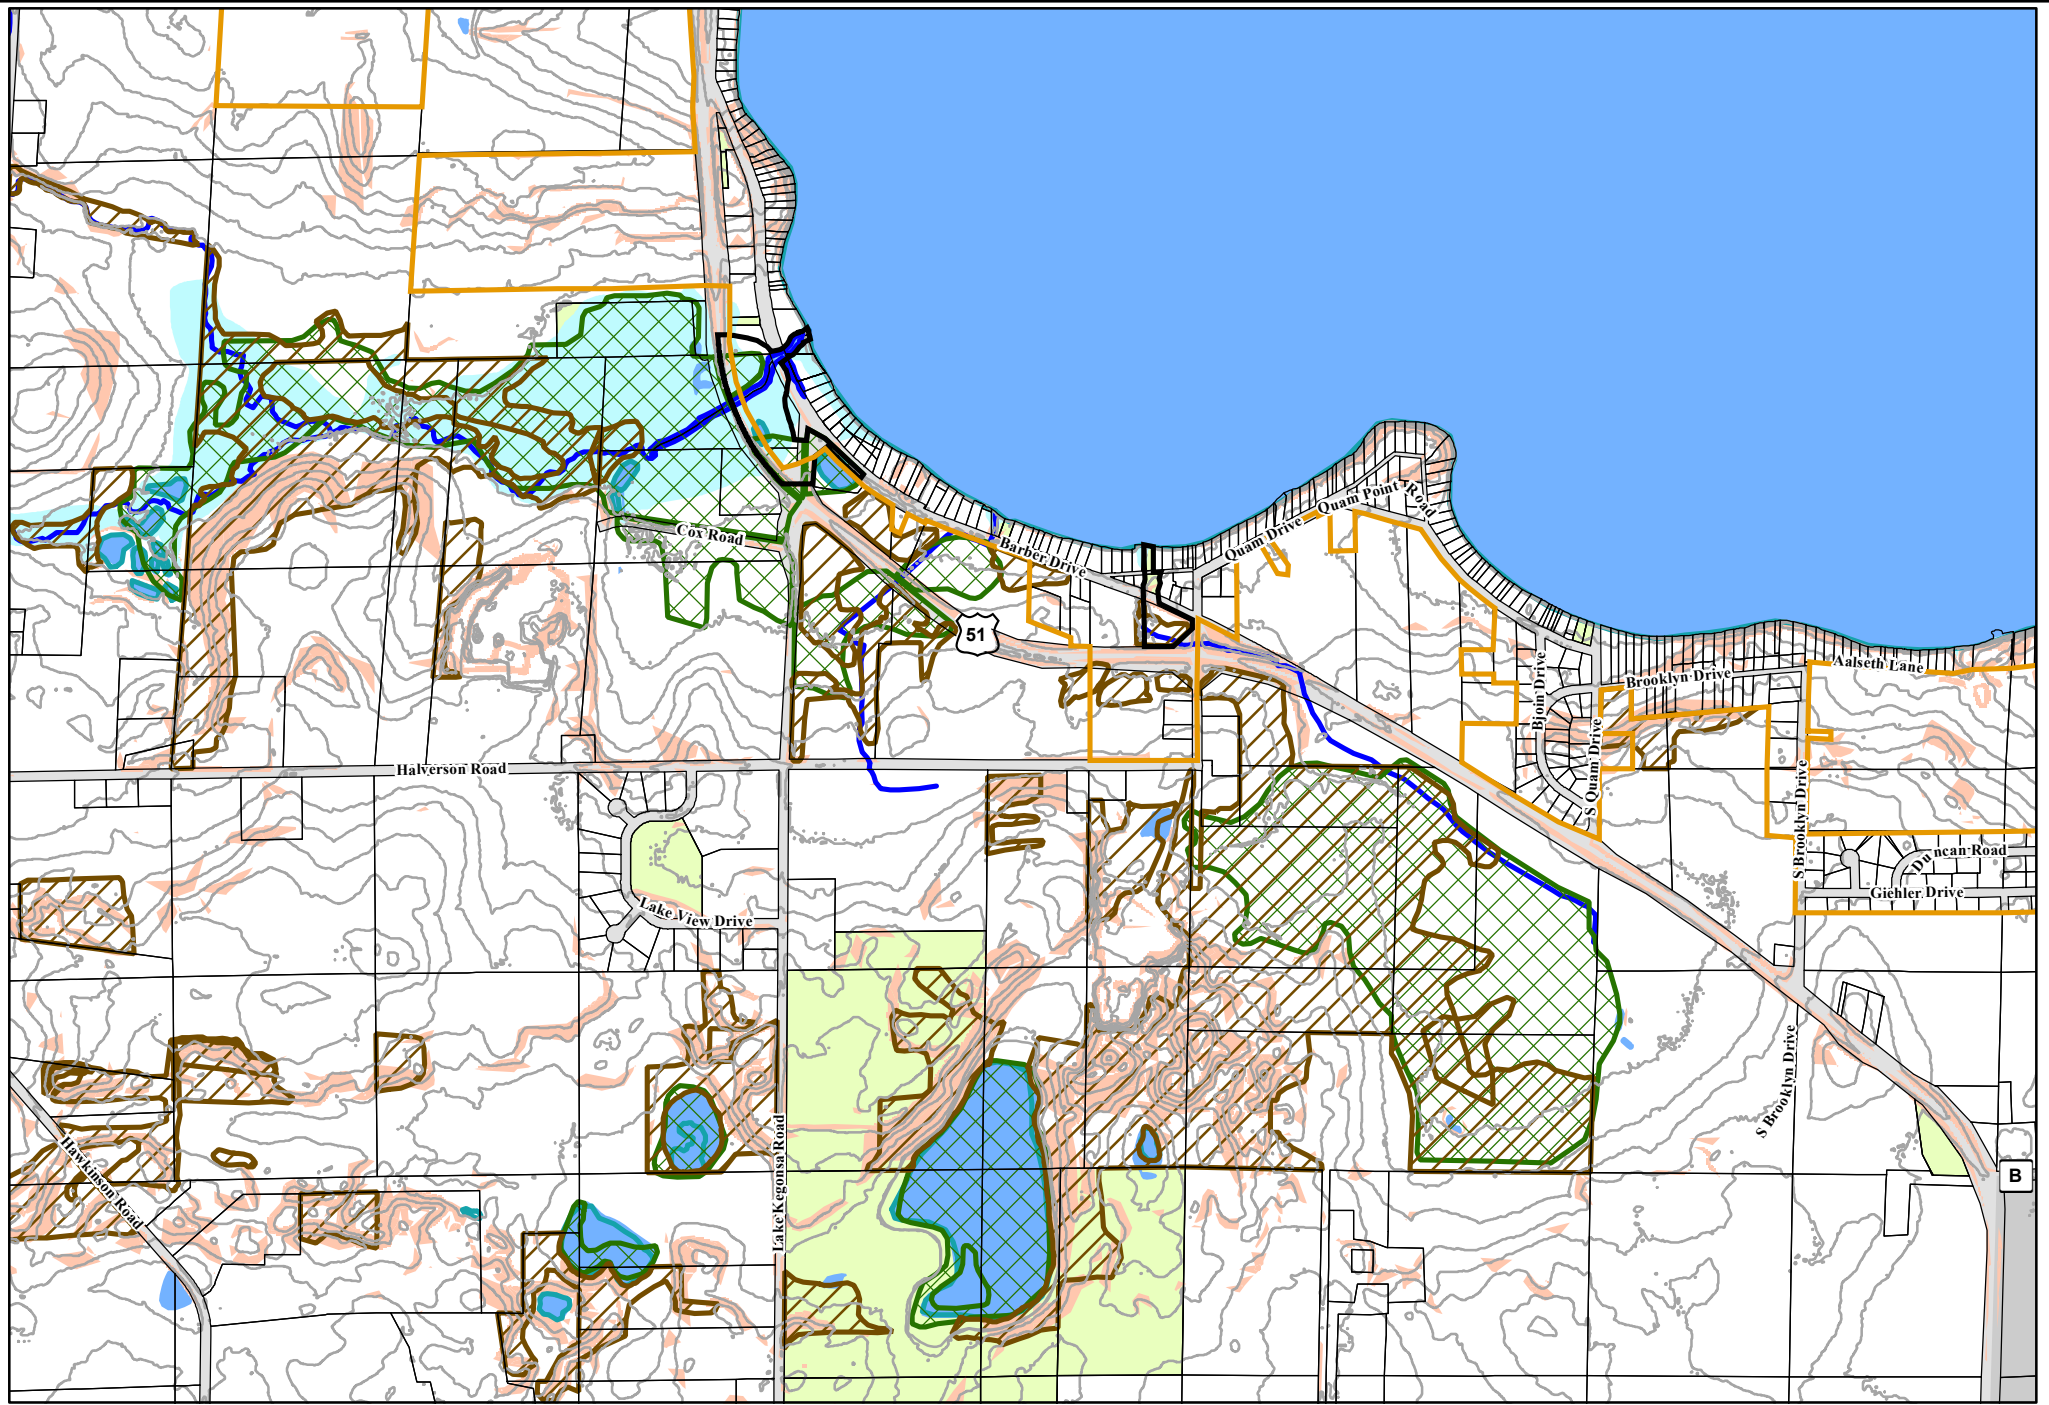 Quam Point Road
Quam Drive
Cox Road
Barber Drive
51
Aalseth Lane
Brooklyn Drive
Bjoin Drive
S Quam Drive
Halverson Road
S Brooklyn Drive
Duncan Road
Giehler Drive
Lake View Drive
S Brooklyn Drive
Lake Kegonsa Road
Hawkinson Road
B